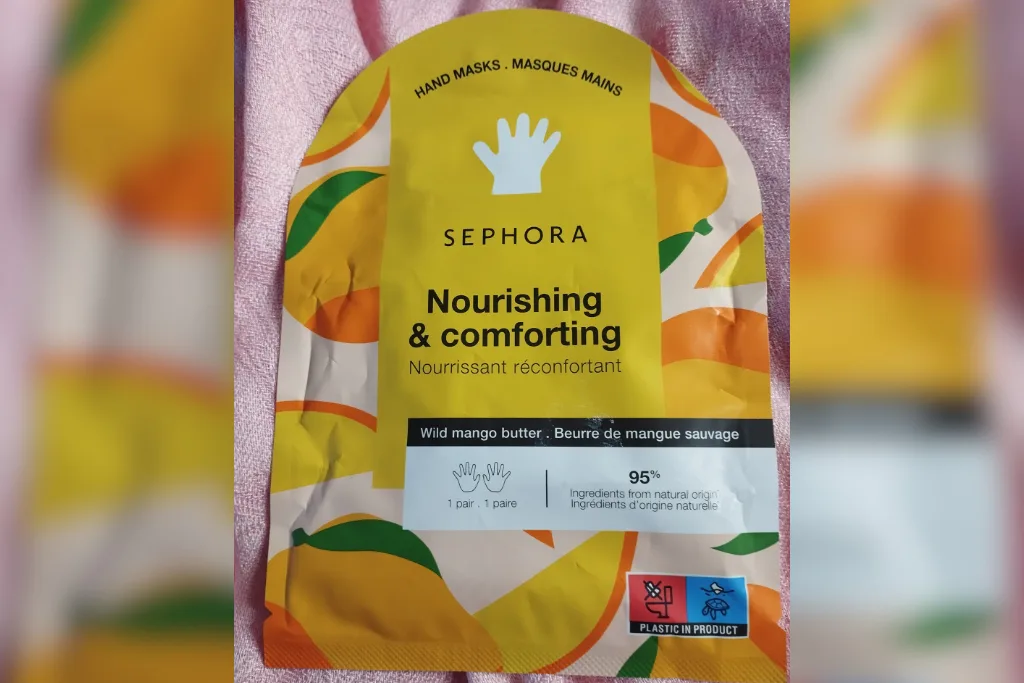 HAND MASKS . MASQUES MAINS
SEPHORA
Nourishing
& comforting
Nourrissant réconfortant
Wild mango butter . Beurre de mangue sauvage
1 pair . 1 paire
95%
Ingredients from natural origin
Ingrédients d'origine naturelle
PLASTIC IN PRODUCT